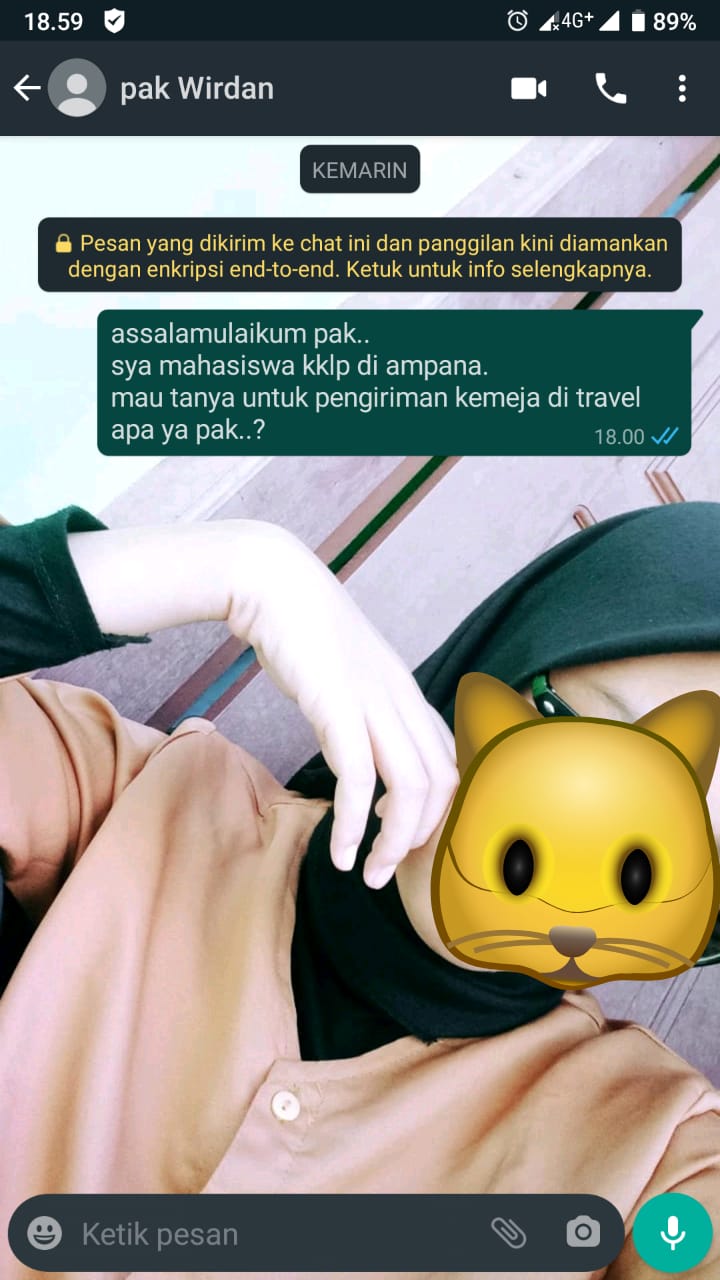 18.59 4G+ 89%
pak Wirdan
KEMARIN
Pesan yang dikirim ke chat ini dan panggilan kini diamankan
dengan enkripsi end-to-end. Ketuk untuk info selengkapnya.
assalamulaikum pak..
sya mahasiswa kklp di ampana.
mau tanya untuk pengiriman kemeja di travel
apa ya pak..?
18.00
Ketik pesan